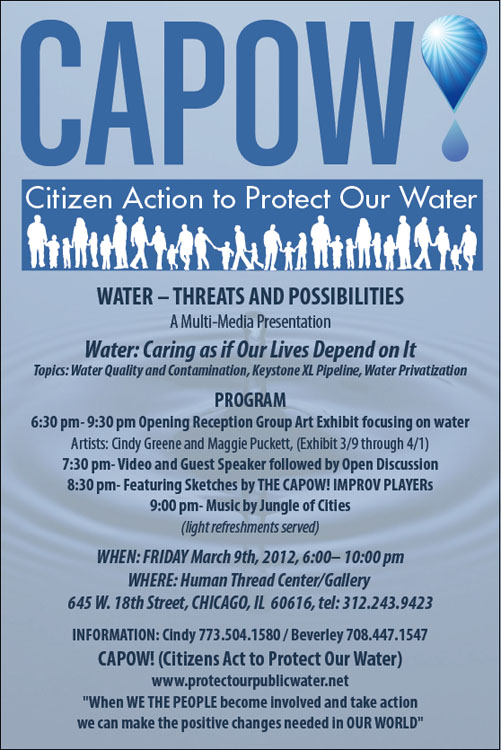 CAPOW!
Citizen Action to Protect Our Water
WATER – THREATS AND POSSIBILITIES
A Multi-Media Presentation
Water: Caring as if Our Lives Depend on It
Topics: Water Quality and Contamination, Keystone XL Pipeline, Water Privatization
PROGRAM
6:30 pm- 9:30 pm Opening Reception Group Art Exhibit focusing on water
Artists: Cindy Greene and Maggie Puckett, (Exhibit 3/9 through 4/1)
7:30 pm- Video and Guest Speaker followed by Open Discussion
8:30 pm- Featuring Sketches by THE CAPOW! IMPROV PLAYERs
9:00 pm- Music by Jungle of Cities
(light refreshments served)
WHEN: FRIDAY March 9th, 2012, 6:00– 10:00 pm
WHERE: Human Thread Center/Gallery
645 W. 18th Street, CHICAGO, IL 60616, tel: 312.243.9423
INFORMATION: Cindy 773.504.1580 / Beverley 708.447.1547
CAPOW! (Citizens Act to Protect Our Water)
www.protectourpublicwater.net
"When WE THE PEOPLE become involved and take action
we can make the positive changes needed in OUR WORLD"